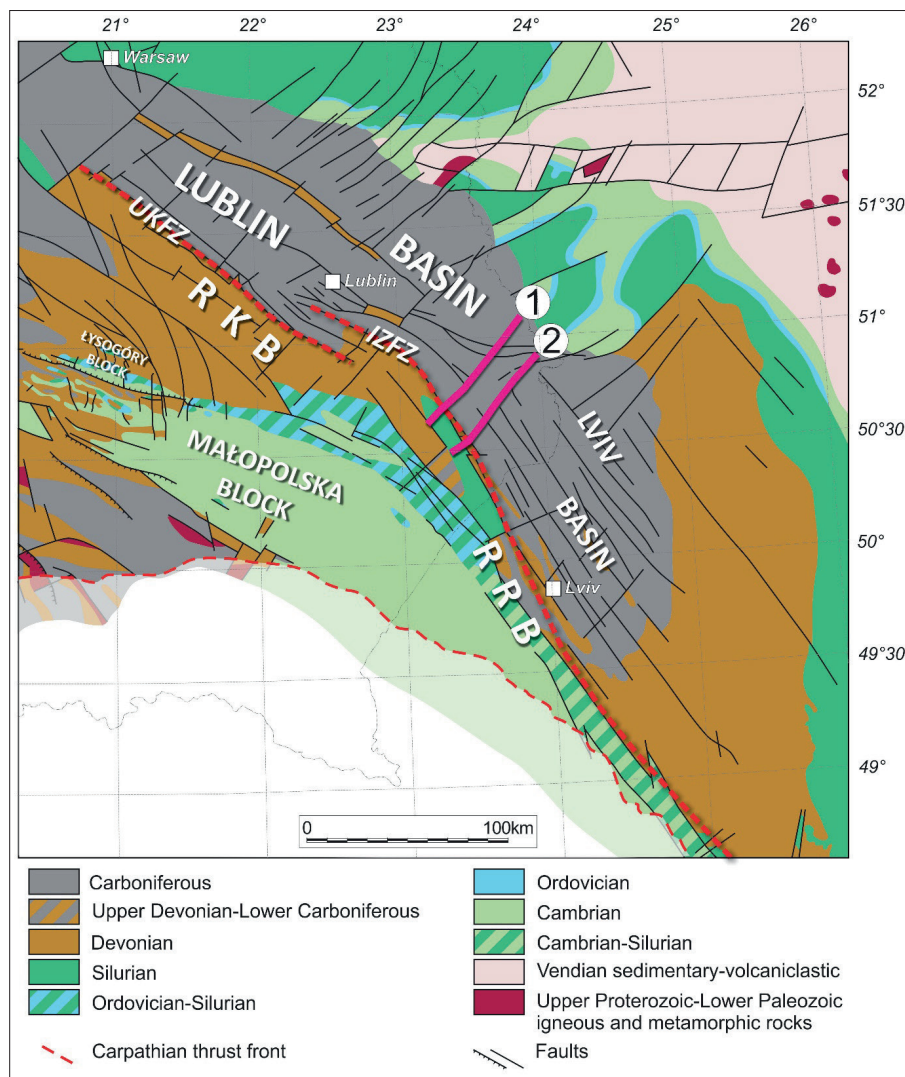 21° 22° 23° 24° 25° 26°
Warsaw
52°
LUBLIN
51°30
UKFZ
BASIN
Lublin
1
51°
R K B
IZFZ
2
ŁYSOGÓRY
BLOCK
LVIV
50°30
MAŁOPOLSKA
BLOCK
BASIN
50°
R R B
Lviv
49°30
49°
0 100km
Carboniferous
Upper Devonian-Lower Carboniferous
Devonian
Silurian
Ordovician-Silurian
Carpathian thrust front
Ordovician
Cambrian
Cambrian-Silurian
Vendian sedimentary-volcaniclastic
Upper Proterozoic-Lower Paleozoic
igneous and metamorphic rocks
Faults